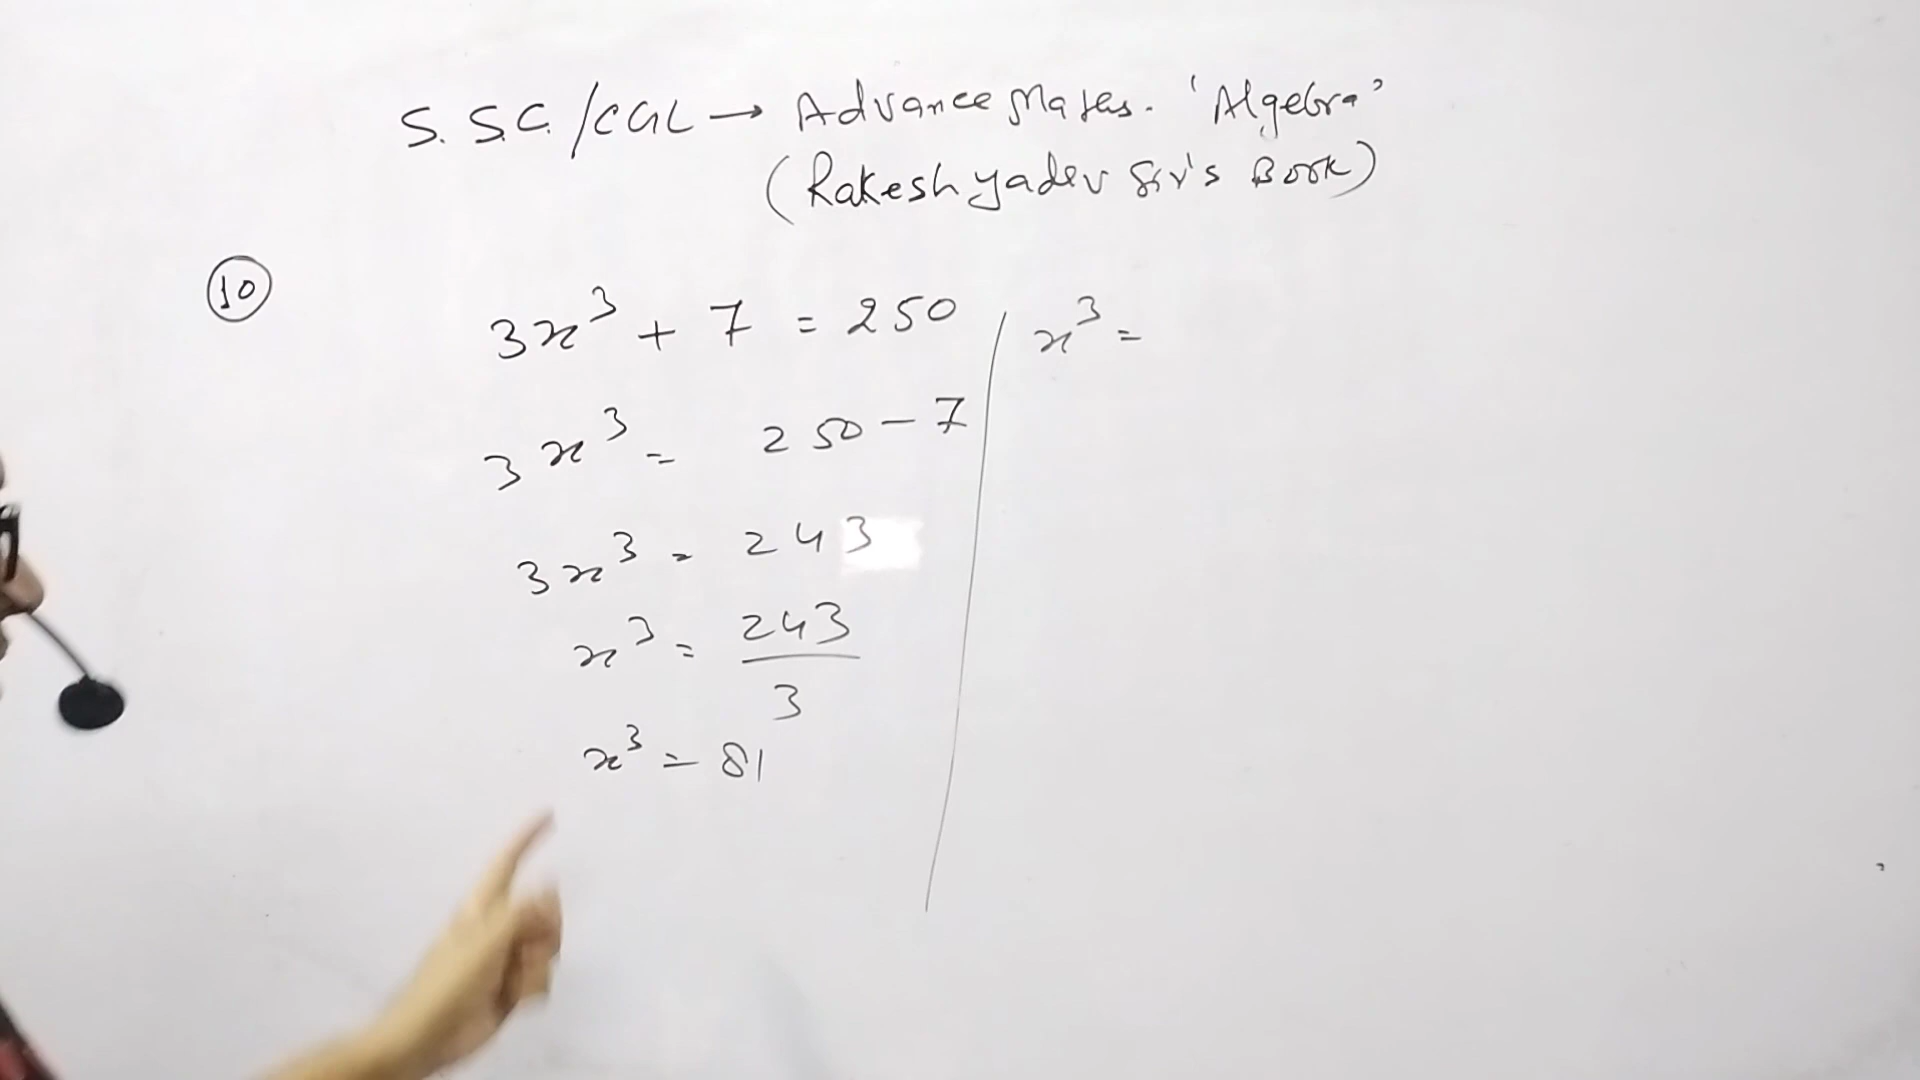 S.S.C./CGL → Advance Maths. 'Algebra'
(Rakesh yadav Sir's Book)
10
3x³ + 7 = 250
3x³ = 250 - 7
3x³ = 243
x³ = 243/3
x³ = 81
x³ =